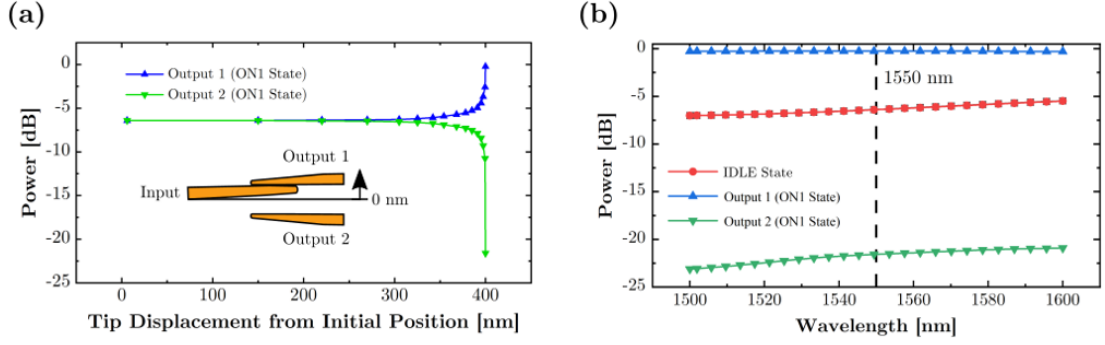 (a)
0
-5
-10
-15
-20
-25
Power [dB]
Output 1 (ON1 State)
Output 2 (ON1 State)
Output 1
Input
0 nm
Output 2
0
100
200
300
400
Tip Displacement from Initial Position [nm]
(b)
0
-5
-10
-15
-20
-25
Power [dB]
1550 nm
IDLE State
Output 1 (ON1 State)
Output 2 (ON1 State)
1500
1520
1540
1560
1580
1600
Wavelength [nm]